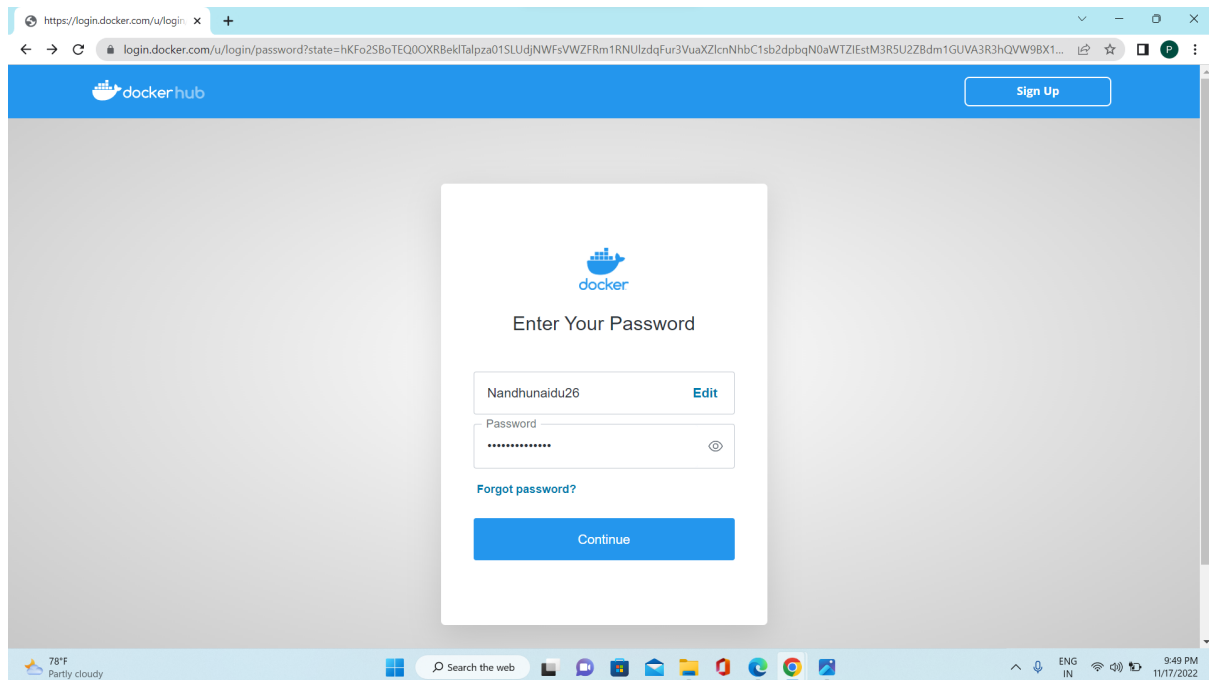 https://login.docker.com/u/login
login.docker.com/u/login/password?state=hKFo2SBoTEQ0OXRBeklTalpza01SLUdjNWFsVWZFRm1RNUlzdqFur3VuaXZlcnNhbC1sb2dpbqN0aWTZIEstM3R5U2ZBdm1GUVA3R3hQVW9BX1...
P
dockerhub
Sign Up
docker
Enter Your Password
Nandhunaidu26
Edit
Password
••••••••••••••
Forgot password?
Continue
78°F
Partly cloudy
Search the web
ENG
IN
9:49 PM
11/17/2022